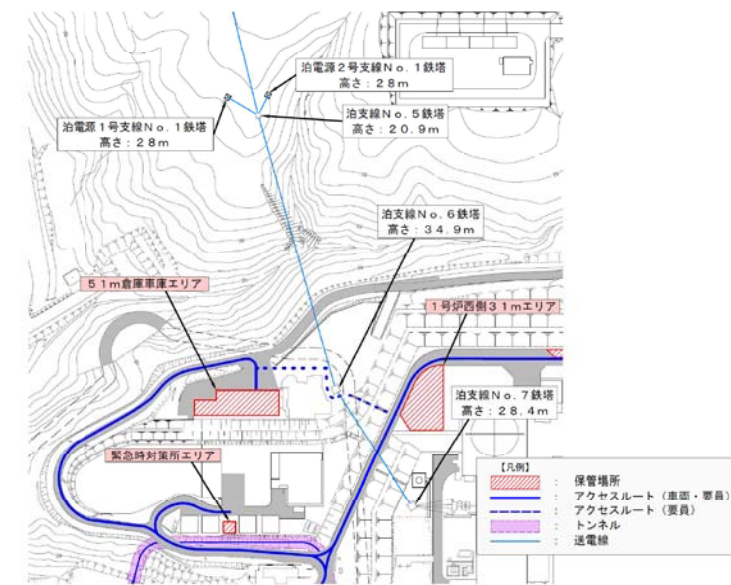 泊電源2号支線No.1鉄塔
高さ:28m
泊電源1号支線No.1鉄塔
高さ:28m
泊支線No.5鉄塔
高さ:20.9m
泊支線No.6鉄塔
高さ:34.9m
51m倉庫車庫エリア
1号炉西側31mエリア
泊支線No.7鉄塔
高さ:28.4m
緊急時対策所エリア
【凡例】
: 保管場所
: アクセスルート(車両・要員)
: アクセスルート(要員)
: トンネル
: 送電線